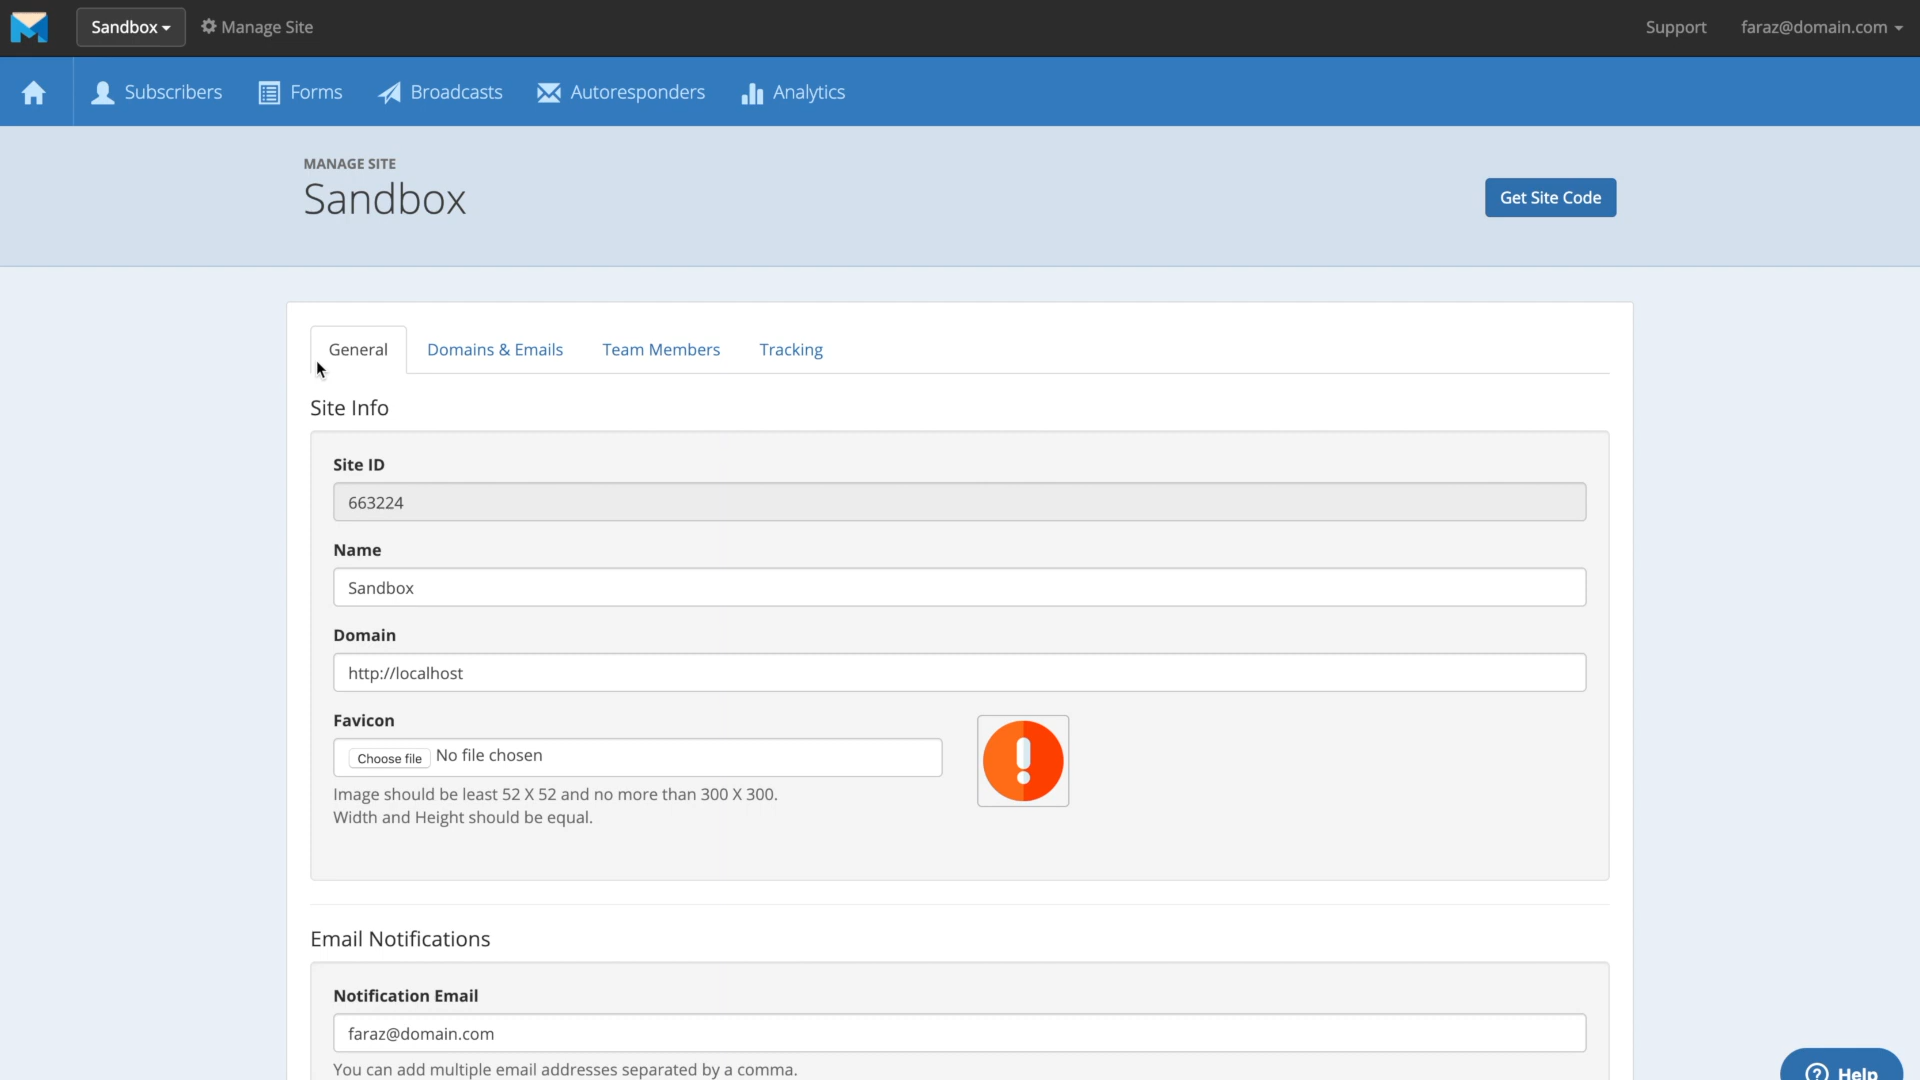 Sandbox
Manage Site
Support
faraz@domain.com
Subscribers
Forms
Broadcasts
Autoresponders
Analytics
MANAGE SITE
Sandbox
Get Site Code
General
Domains & Emails
Team Members
Tracking
Site Info
Site ID
663224
Name
Sandbox
Domain
http://localhost
Favicon
Choose file No file chosen
Image should be least 52 X 52 and no more than 300 X 300.
Width and Height should be equal.
Email Notifications
Notification Email
faraz@domain.com
You can add multiple email addresses separated by a comma.
Help